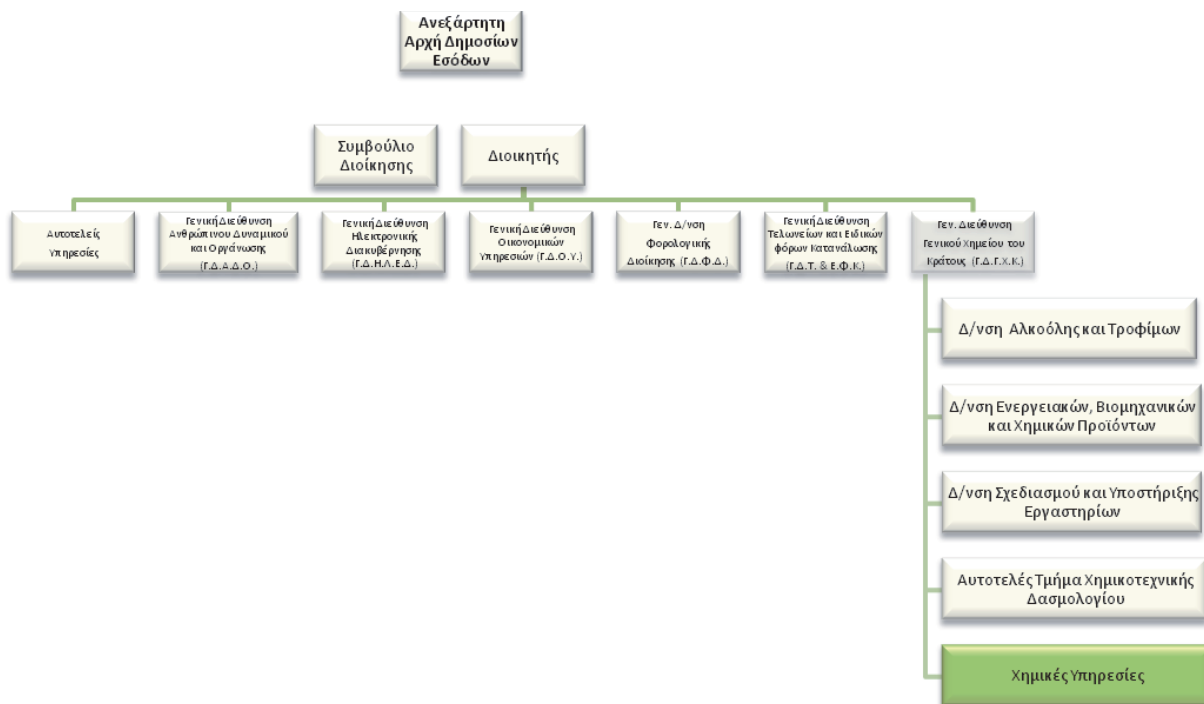 Ανεξάρτητη
Αρχή Δημοσίων
Εσόδων
Συμβούλιο
Διοίκησης
Διοικητής
Αυτοτελείς
Υπηρεσίες
Γενική Διεύθυνση
Ανθρώπινου Δυναμικού
και Οργάνωσης
(Γ.Δ.Α.Δ.Ο.)
Γενική Διεύθυνση
Ηλεκτρονικής
Διακυβέρνησης
(Γ.Δ.Η.Λ.Ε.Δ.)
Γενική Διεύθυνση
Οικονομικών
Υπηρεσιών (Γ.Δ.Ο.Υ.)
Γεν. Δ/νση
Φορολογικής
Διοίκησης (Γ.Δ.Φ.Δ.)
Γενική Διεύθυνση
Τελωνείων και Ειδικών
φόρων Κατανάλωσης
(Γ.Δ.Τ. & Ε.Φ.Κ.)
Γεν. Διεύθυνση
Γενικού Χημείου του
Κράτους (Γ.Δ.Γ.Χ.Κ.)
Δ/νση Αλκοόλης και Τροφίμων
Δ/νση Ενεργειακών, Βιομηχανικών
και Χημικών Προϊόντων
Δ/νση Σχεδιασμού και Υποστήριξης
Εργαστηρίων
Αυτοτελές Τμήμα Χημικοτεχνικής
Δασμολογίου
Χημικές Υπηρεσίες